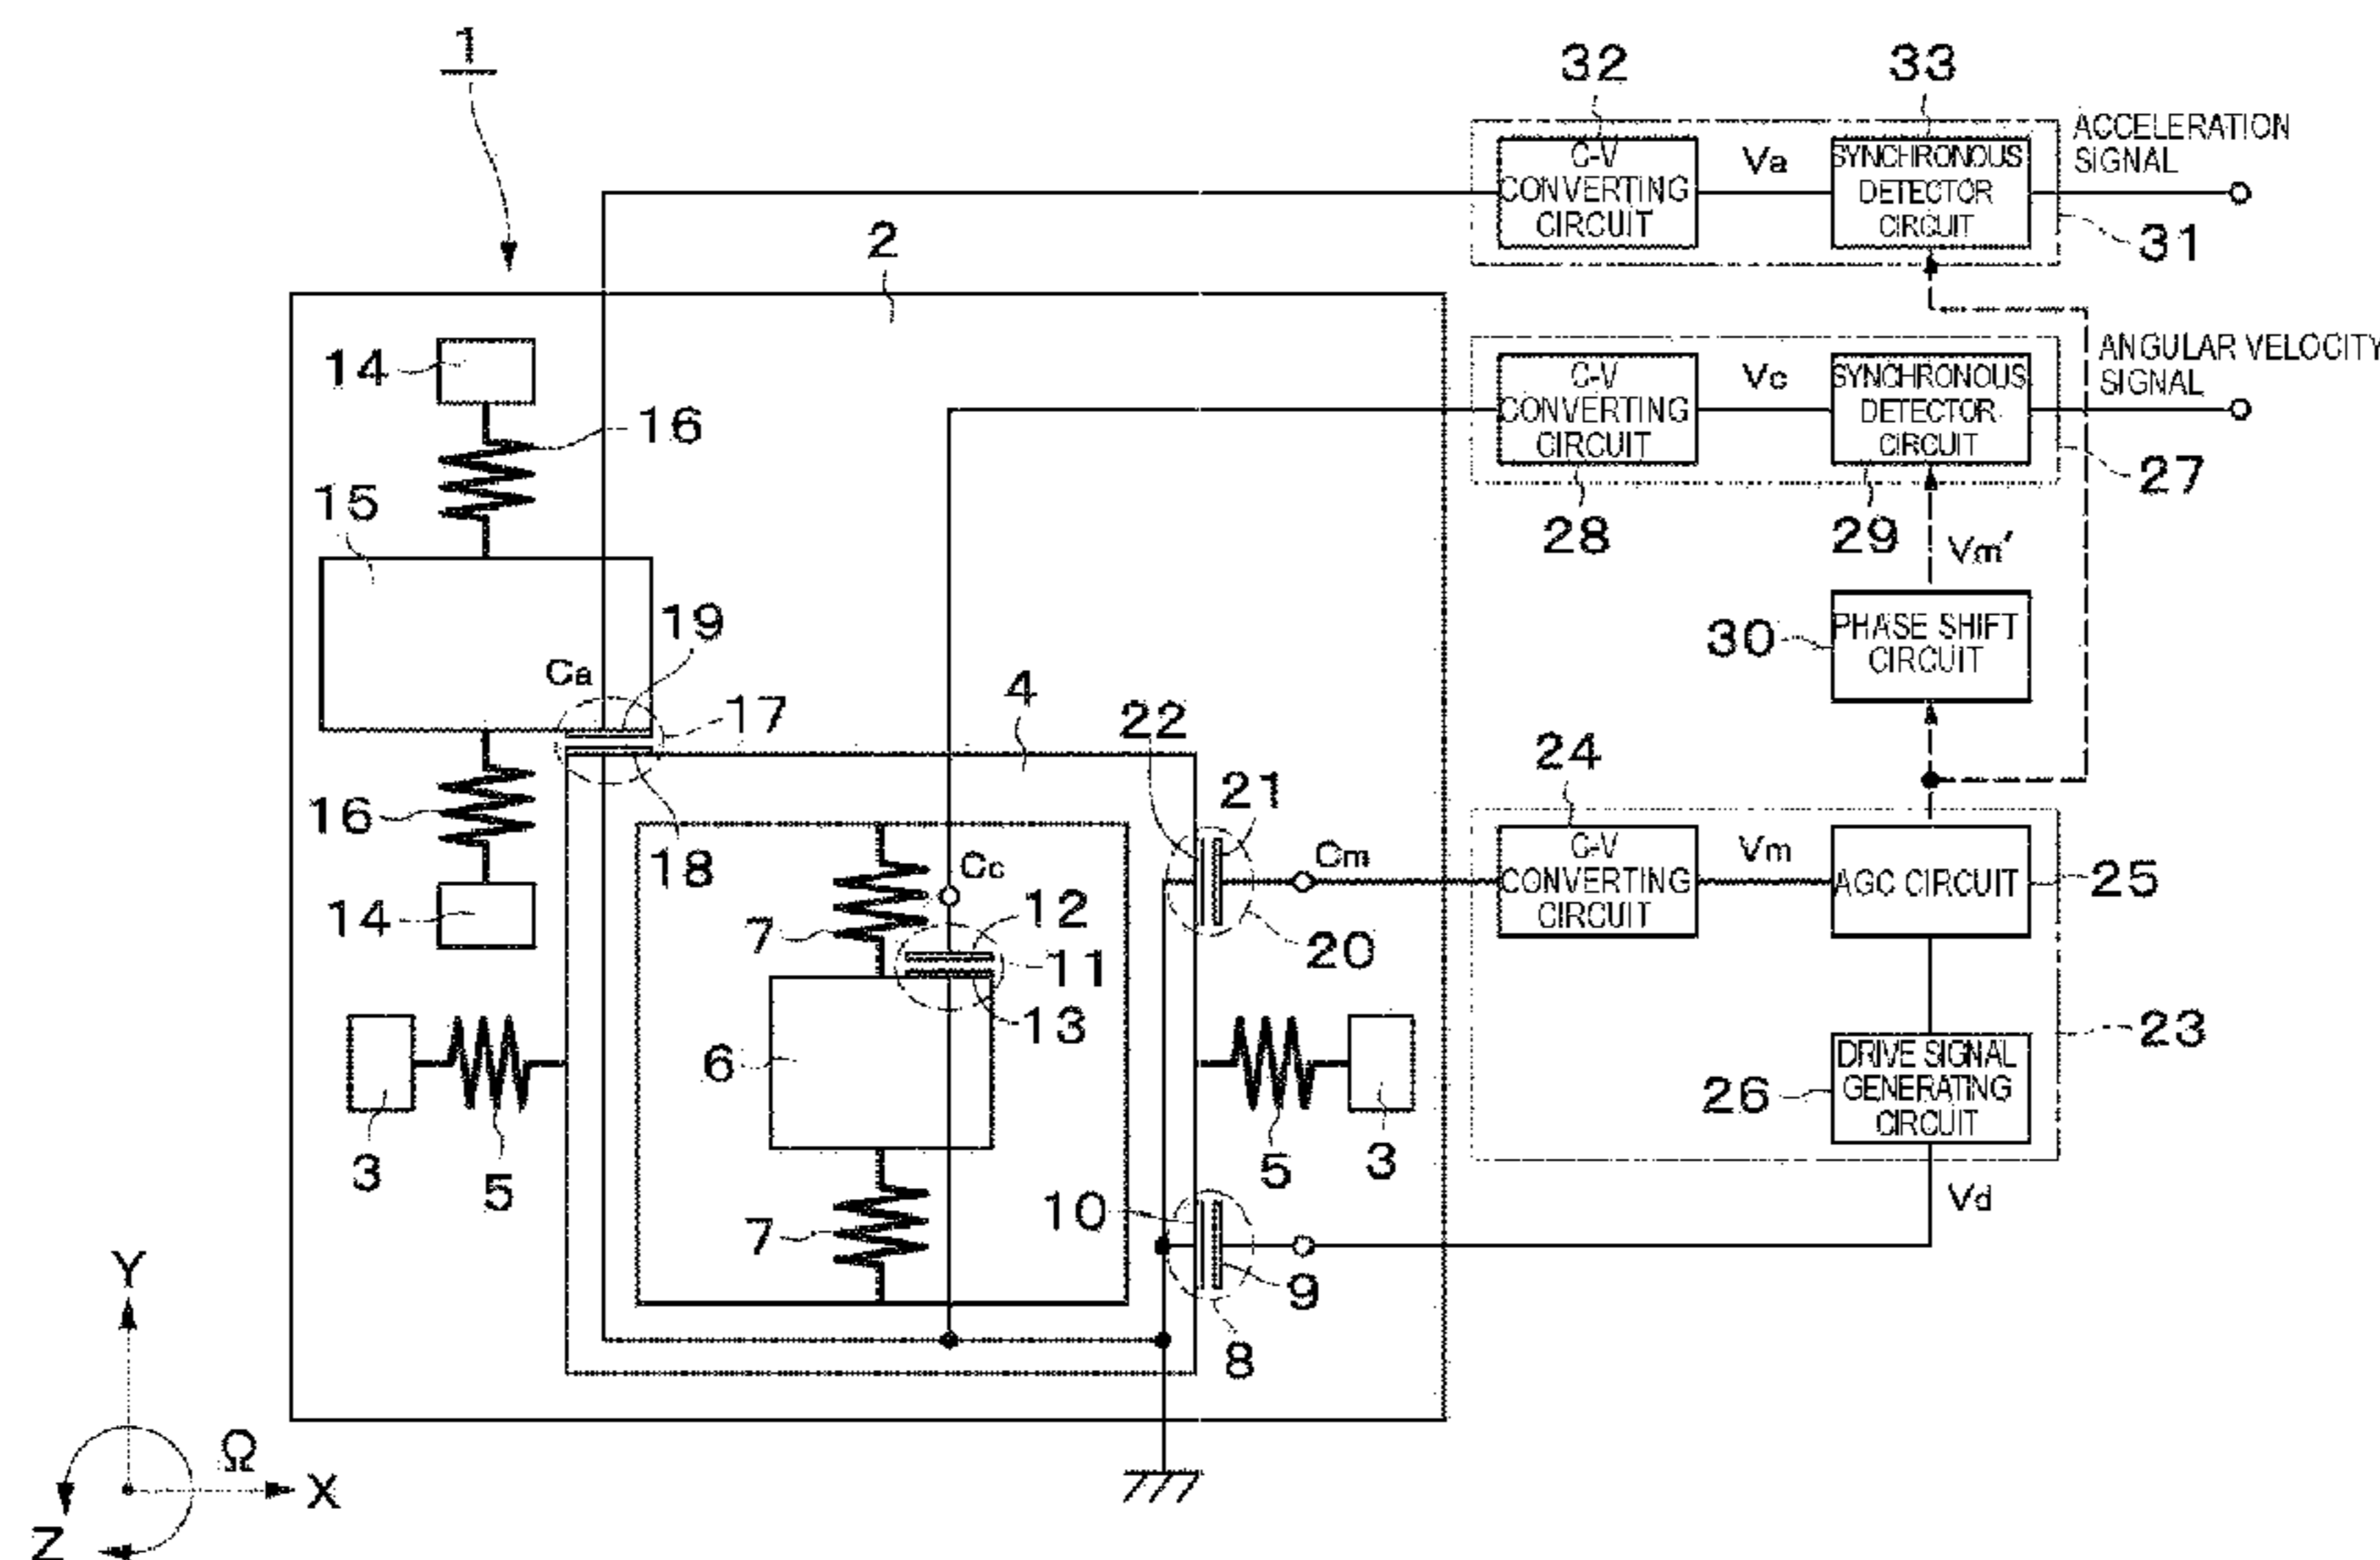 1
32
33
C-V
CONVERTING
CIRCUIT
Va
SYNCHRONOUS
DETECTOR
CIRCUIT
ACCELERATION
SIGNAL
31
2
14
16
C-V
CONVERTING
CIRCUIT
Vc
SYNCHRONOUS
DETECTOR
CIRCUIT
ANGULAR VELOCITY
SIGNAL
27
28
29
Vm'
15
19
Ca
17
30
PHASE SHIFT
CIRCUIT
4
22
21
24
16
18
Cc
Cm
C-V
CONVERTING
CIRCUIT
Vm
AGC CIRCUIT
25
14
7
12
11
20
13
6
23
3
5
5
3
26
DRIVE SIGNAL
GENERATING
CIRCUIT
10
Vd
7
9
8
Y
Ω
X
Z